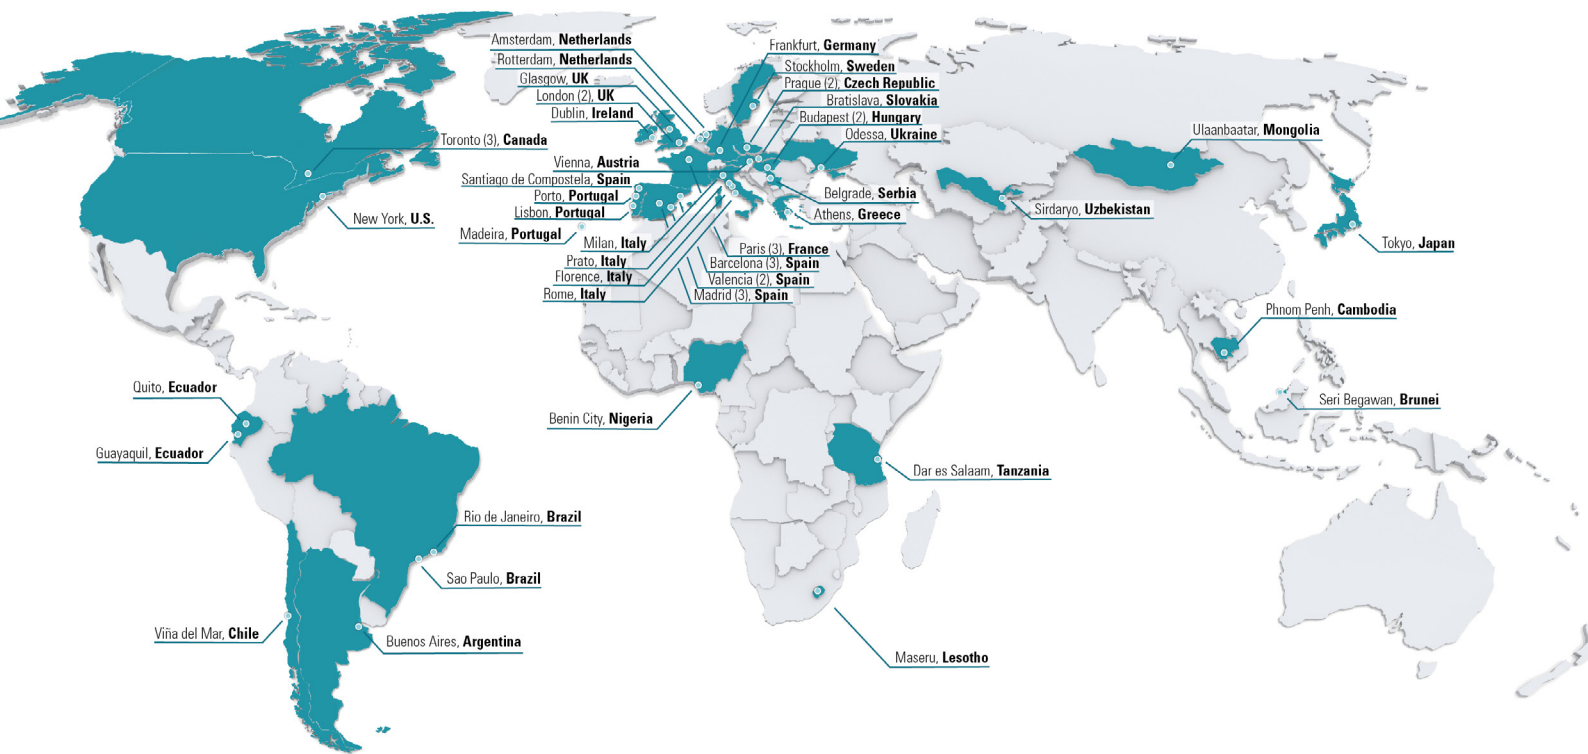 Amsterdam, Netherlands
Rotterdam, Netherlands
Glasgow, UK
London (2), UK
Dublin, Ireland
Toronto (3), Canada
Vienna, Austria
Santiago de Compostela, Spain
Porto, Portugal
Lisbon, Portugal
New York, U.S.
Madeira, Portugal
Milan, Italy
Prato, Italy
Florence, Italy
Rome, Italy
Frankfurt, Germany
Stockholm, Sweden
Praque (2), Czech Republic
Bratislava, Slovakia
Budapest (2), Hungary
Odessa, Ukraine
Belgrade, Serbia
Athens, Greece
Paris (3), France
Barcelona (3), Spain
Valencia (2), Spain
Madrid (3), Spain
Ulaanbaatar, Mongolia
Sirdaryo, Uzbekistan
Tokyo, Japan
Phnom Penh, Cambodia
Seri Begawan, Brunei
Quito, Ecuador
Guayaquil, Ecuador
Benin City, Nigeria
Dar es Salaam, Tanzania
Rio de Janeiro, Brazil
Sao Paulo, Brazil
Viña del Mar, Chile
Buenos Aires, Argentina
Maseru, Lesotho